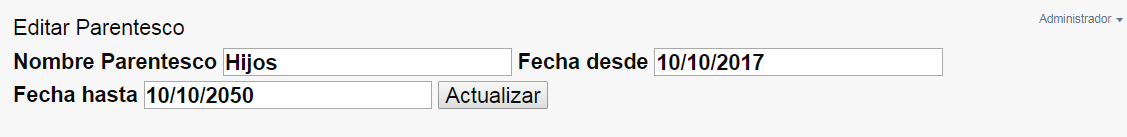 Administrador
Editar Parentesco
Nombre Parentesco Hijos Fecha desde 10/10/2017
Fecha hasta 10/10/2050 Actualizar